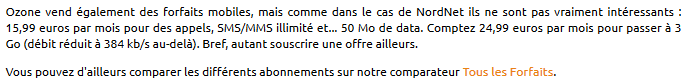 Ozone vend également des forfaits mobiles, mais comme dans le cas de NordNet ils ne sont pas vraiment intéressants :
15,99 euros par mois pour des appels, SMS/MMS illimité et... 50 Mo de data. Comptez 24,99 euros par mois pour passer à 3
Go (débit réduit à 384 kb/s au-delà). Bref, autant souscrire une offre ailleurs.
Vous pouvez d'ailleurs comparer les différents abonnements sur notre comparateur Tous les Forfaits.